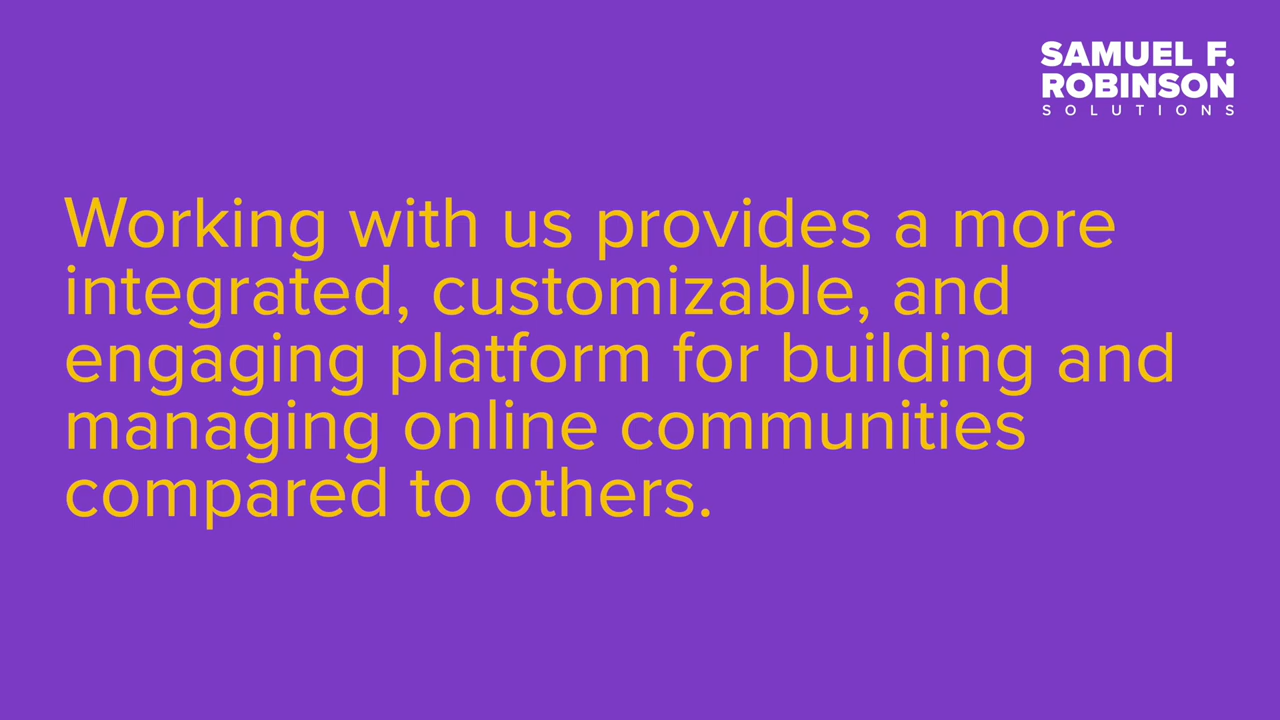 SAMUEL F.
ROBINSON
SOLUTIONS
Working with us provides a more
integrated, customizable, and
engaging platform for building and
managing online communities
compared to others.